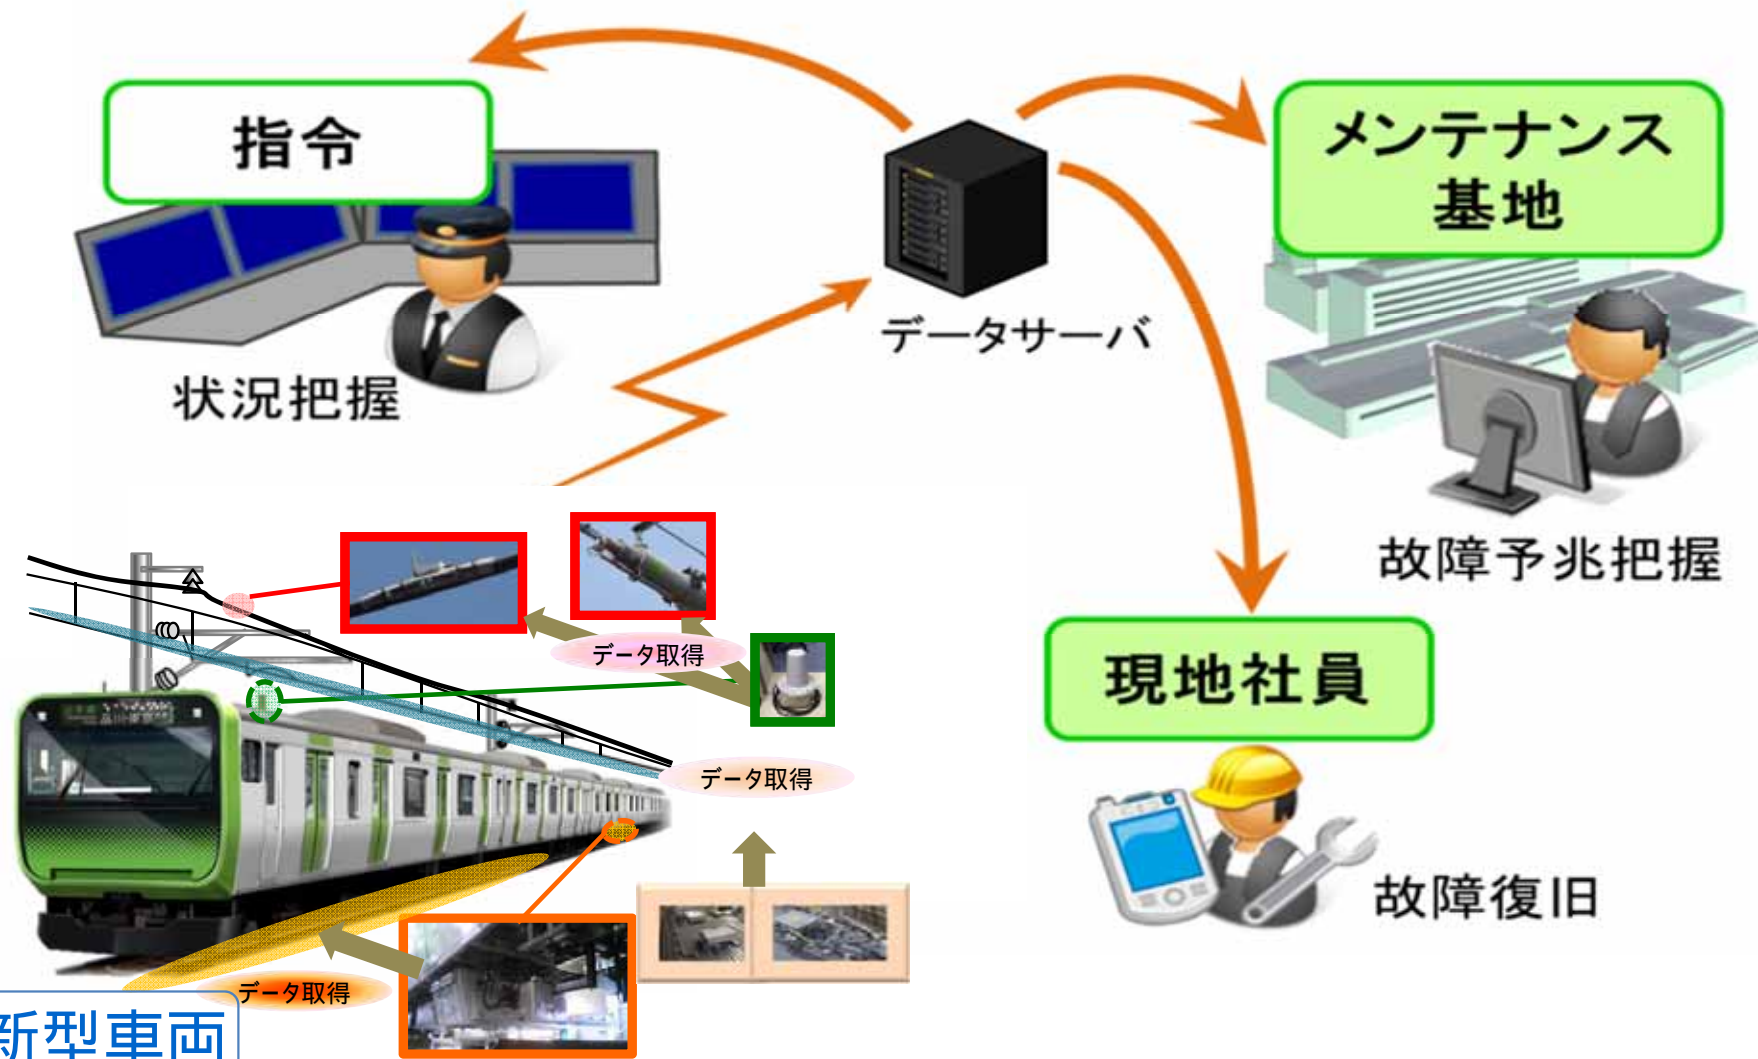 指令
メンテナンス
基地
データサーバ
状況把握
故障予兆把握
データ取得
現地社員
データ取得
故障復旧
データ取得
新型車両